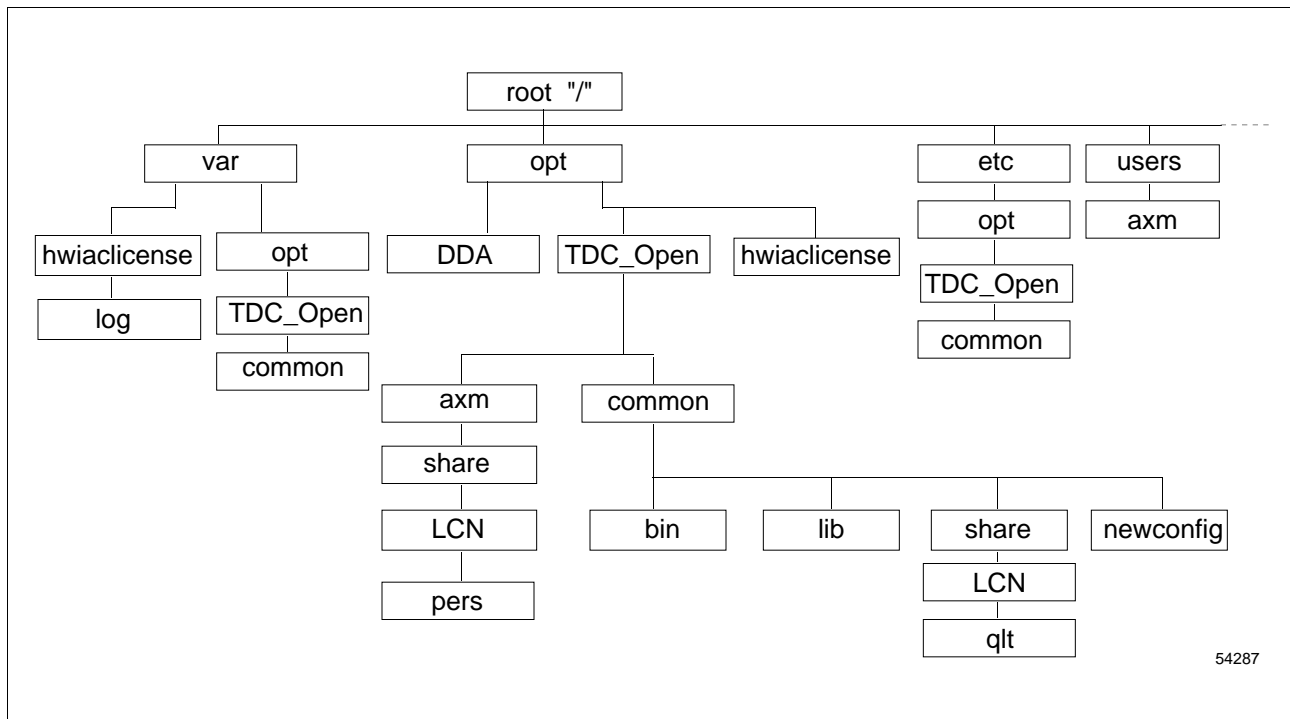 root "/"
var
opt
etc
users
hwiaclicense
opt
DDA
TDC_Open
hwiaclicense
opt
axm
log
TDC_Open
TDC_Open
common
common
axm
common
share
LCN
bin
lib
share
newconfig
pers
LCN
qlt
54287